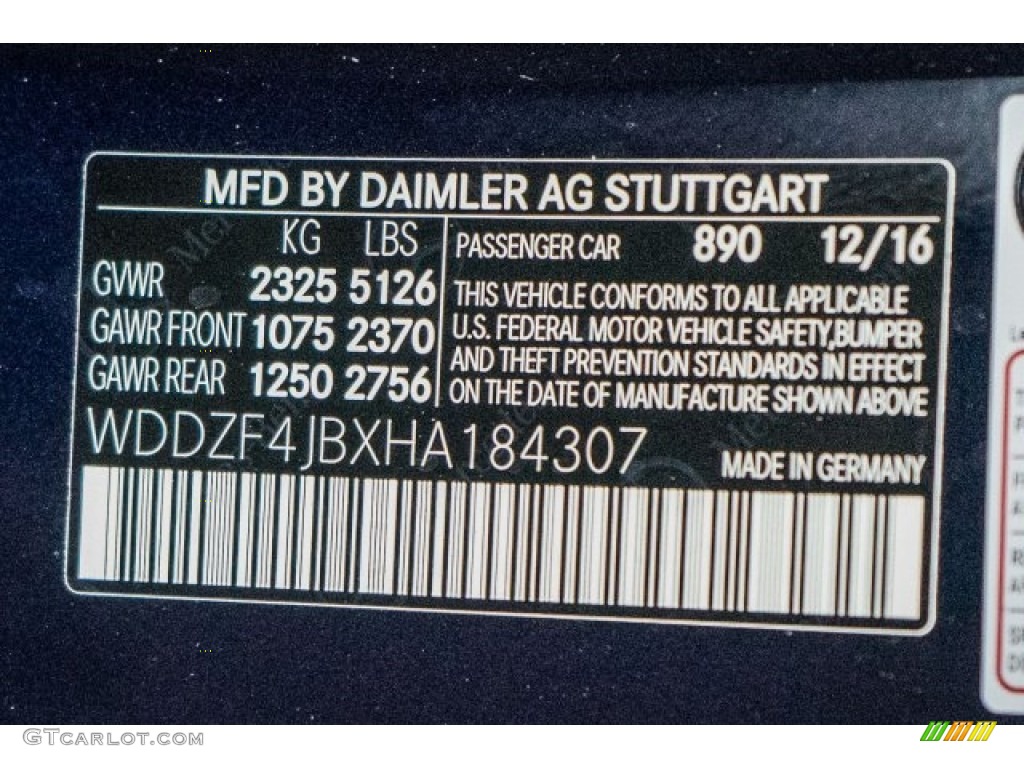 MFD BY DAIMLER AG STUTTGART
KG LBS
GVWR 2325 5126
GAWR FRONT 1075 2370
GAWR REAR 1250 2756
PASSENGER CAR 890 12/16
THIS VEHICLE CONFORMS TO ALL APPLICABLE
U.S. FEDERAL MOTOR VEHICLE SAFETY,BUMPER
AND THEFT PREVENTION STANDARDS IN EFFECT
ON THE DATE OF MANUFACTURE SHOWN ABOVE
WDDZF4JBXHA184307
MADE IN GERMANY
GTcarlot.com